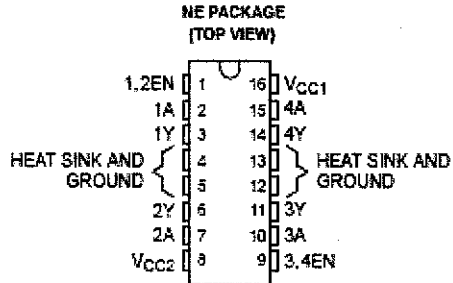 NE PACKAGE
(TOP VIEW)
1,2EN 1 16 VCC1
1A 2 15 4A
1Y 3 14 4Y
HEAT SINK AND GROUND 4 13 HEAT SINK AND GROUND
5 12
2Y 6 11 3Y
2A 7 10 3A
VCC2 8 9 3,4EN